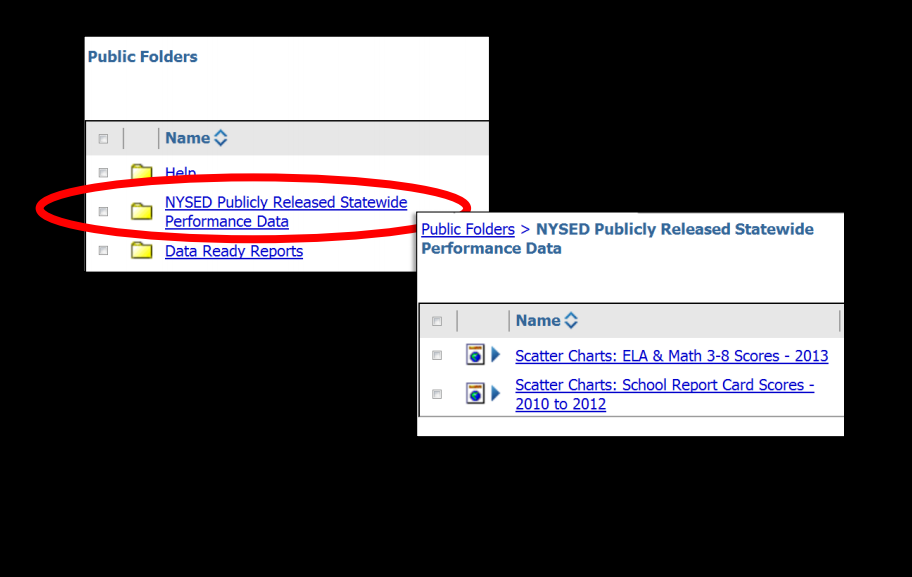 Public Folders
Name
Help
NYSED Publicly Released Statewide
Performance Data
Data Ready Reports
Public Folders > NYSED Publicly Released Statewide
Performance Data
Name
Scatter Charts: ELA & Math 3-8 Scores - 2013
Scatter Charts: School Report Card Scores -
2010 to 2012